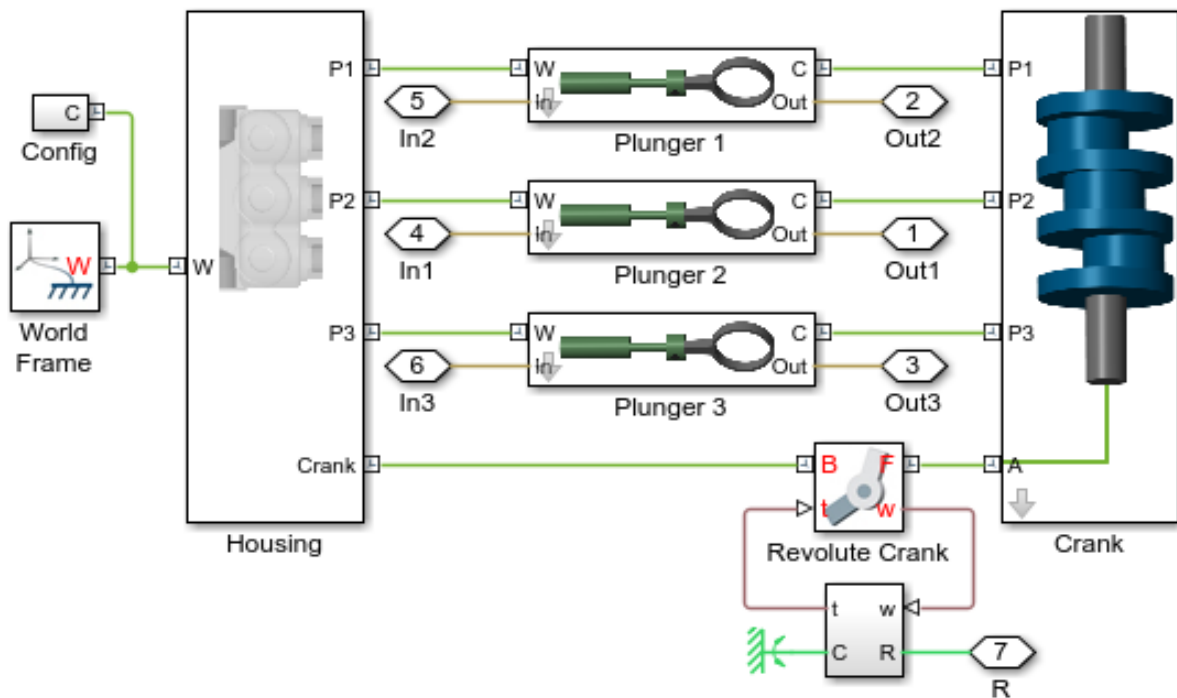 P1
W
C
P1
In
5
In2
Out
2
Out2
Plunger 1
C
Config
P2
W
C
P2
In
4
In1
Out
1
Out1
Plunger 2
W
W
World
Frame
P3
W
C
P3
In
6
In3
Out
3
Out3
Plunger 3
Crank
B
F
A
t
w
Housing
Revolute Crank
Crank
t
w
C
R
7
R